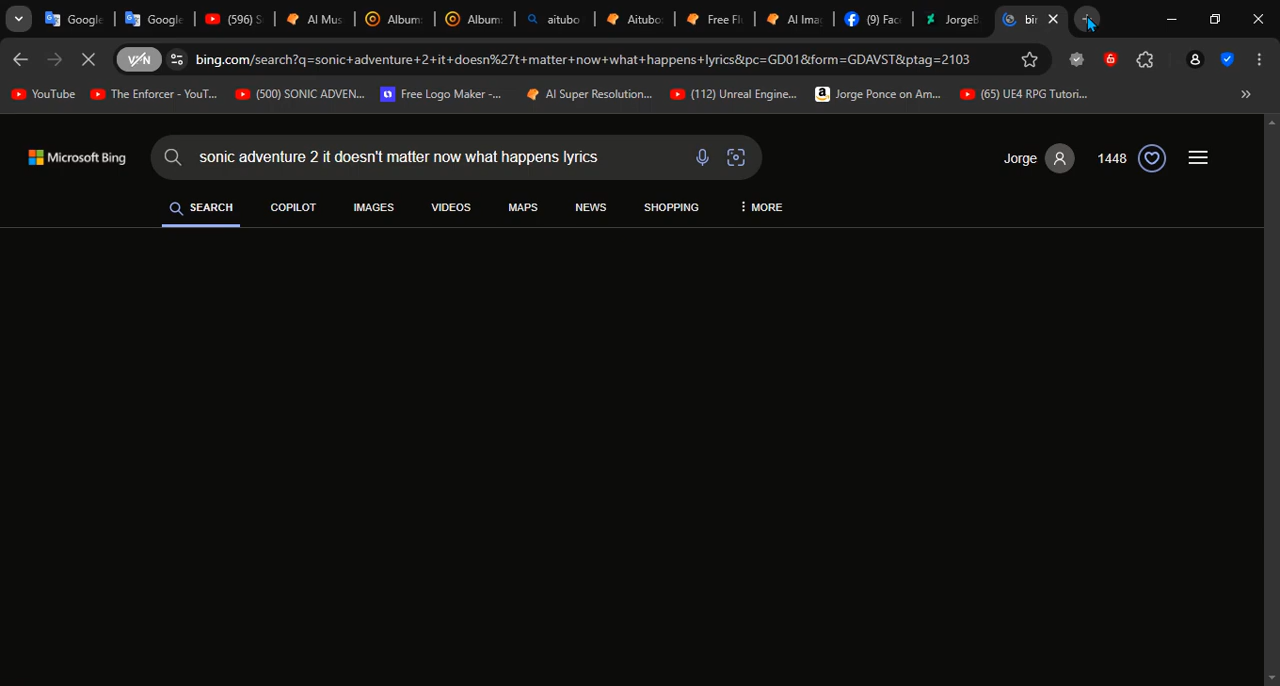 Google
Google
(596) S
AI Mus
Album:
Album:
aitubo
Aitubo:
Free Fl
AI Ima
(9) Fac
JorgeB
bin
bing.com/search?q=sonic+adventure+2+it+doesn%27t+matter+now+what+happens+lyrics&pc=GD01&form=GDAVST&ptag=2103
YouTube
The Enforcer - YouT...
(500) SONIC ADVEN...
Free Logo Maker -...
AI Super Resolution...
(112) Unreal Engine...
Jorge Ponce on Am...
(65) UE4 RPG Tutori...
Microsoft Bing
sonic adventure 2 it doesn't matter now what happens lyrics
Jorge
1448
SEARCH
COPILOT
IMAGES
VIDEOS
MAPS
NEWS
SHOPPING
MORE